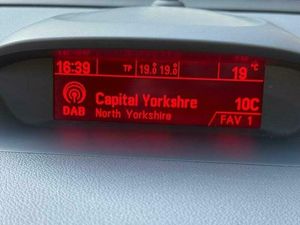 16:39 TP 19.0 19.0 19 °C
Capital Yorkshre 10C
DAB North Yorkshire FAV 1